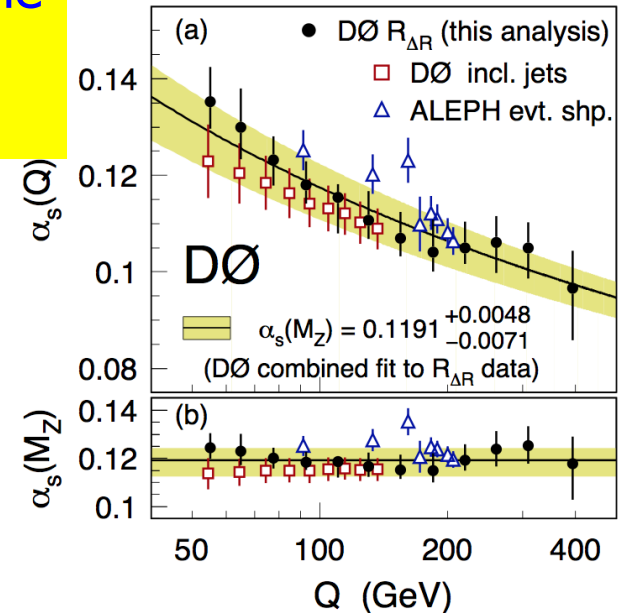 (a)
DØ R_ΔR (this analysis)
DØ incl. jets
ALEPH evt. shp.
0.14
0.12
0.1
0.08
α_s(Q)
DØ
α_s(M_Z) = 0.1191 +0.0048 −0.0071
(DØ combined fit to R_ΔR data)
(b)
0.14
0.12
0.1
α_s(M_Z)
50 100 200 400
Q (GeV)